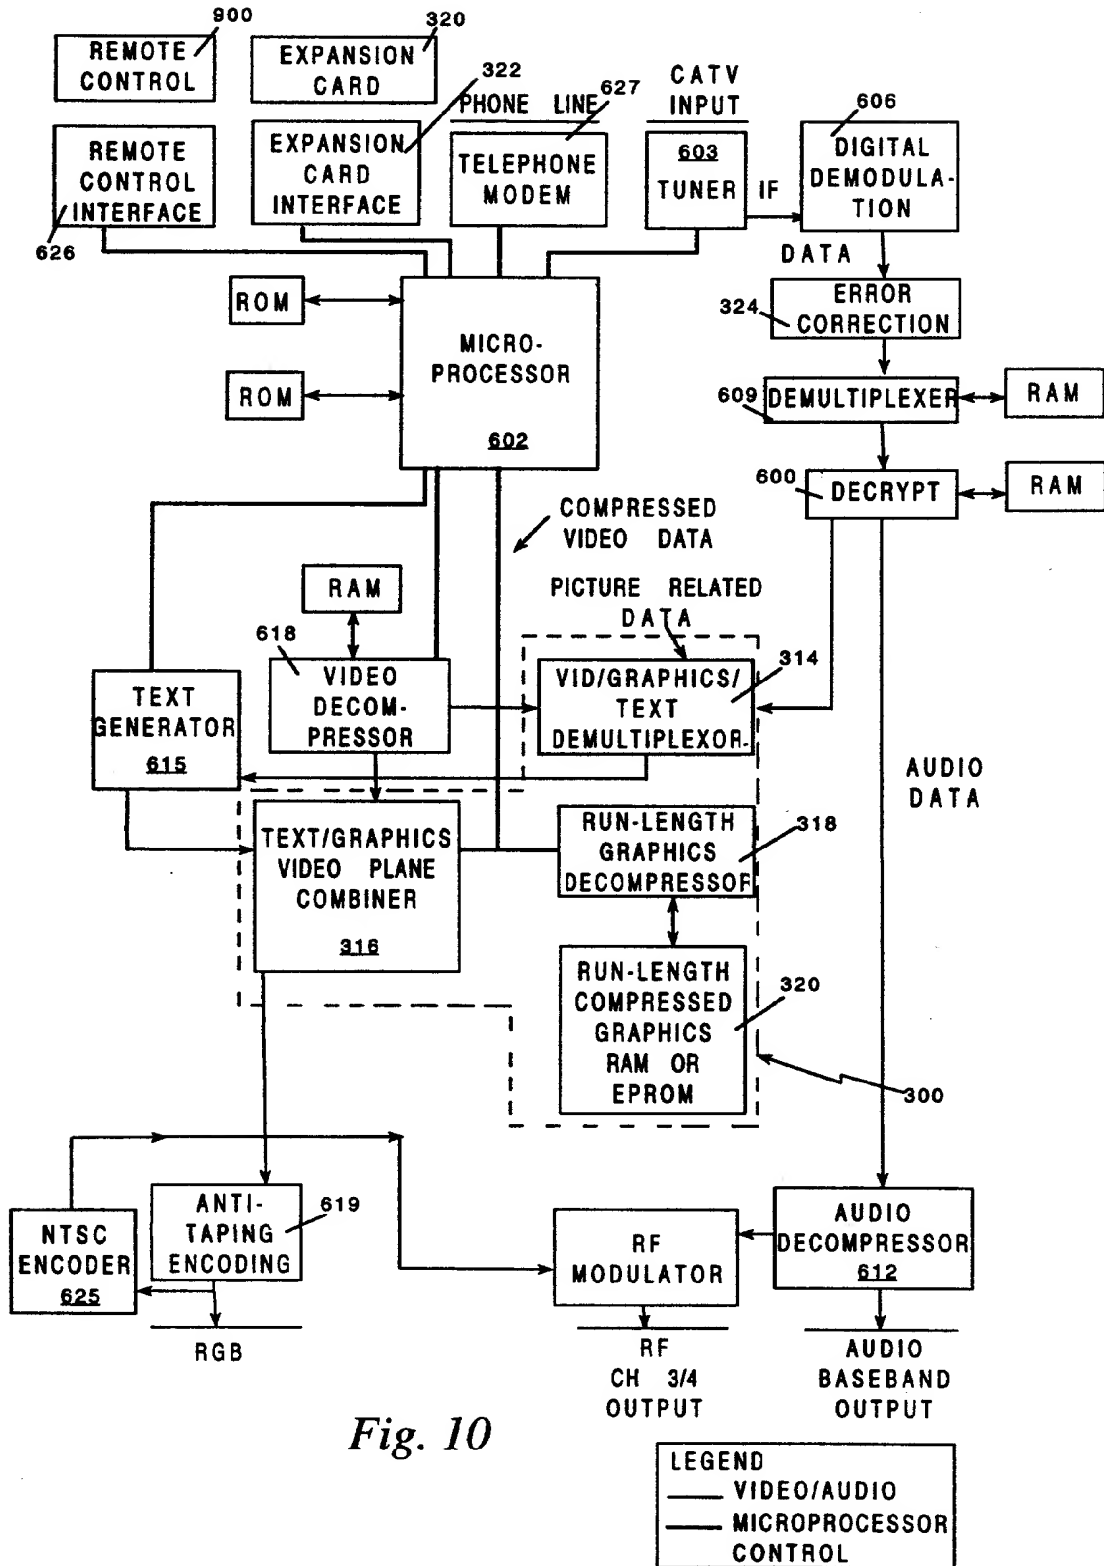 900
REMOTE
CONTROL
320
EXPANSION
CARD
322
PHONE LINE
627
CATV
INPUT
606
REMOTE
CONTROL
INTERFACE
626
EXPANSION
CARD
INTERFACE
TELEPHONE
MODEM
603
TUNER
IF
DIGITAL
DEMODULA-
TION
DATA
ROM
ROM
MICRO-
PROCESSOR
602
324
ERROR
CORRECTION
609
DEMULTIPLEXER
RAM
600
DECRYPT
RAM
COMPRESSED
VIDEO DATA
PICTURE RELATED
DATA
RAM
618
VIDEO
DECOM-
PRESSOR
VID/GRAPHICS/
TEXT
DEMULTIPLEXOR
314
TEXT
GENERATOR
615
AUDIO
DATA
TEXT/GRAPHICS
VIDEO PLANE
COMBINER
316
RUN-LENGTH
GRAPHICS
DECOMPRESSOR
318
RUN-LENGTH
COMPRESSED
GRAPHICS
RAM OR
EPROM
320
300
NTSC
ENCODER
625
ANTI-
TAPING
ENCODING
619
RF
MODULATOR
AUDIO
DECOMPRESSOR
612
RGB
RF
CH 3/4
OUTPUT
AUDIO
BASEBAND
OUTPUT
Fig. 10
LEGEND
VIDEO/AUDIO
MICROPROCESSOR
CONTROL